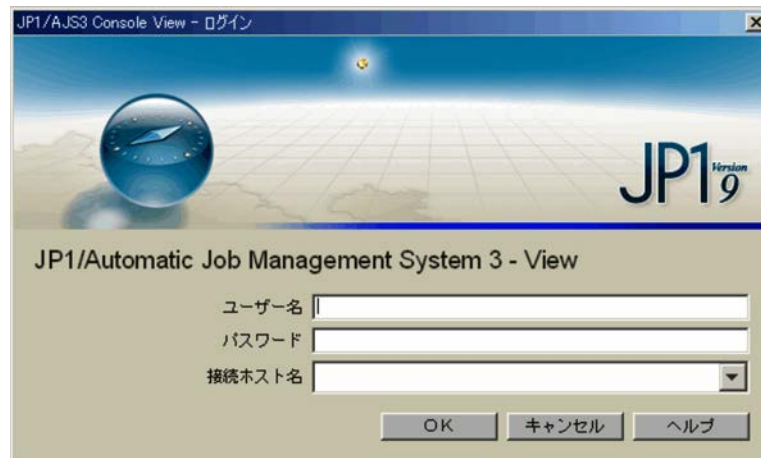 JP1/AJS3 Console View - ログイン
JP1 Version 9
JP1/Automatic Job Management System 3 - View
ユーザー名
パスワード
接続ホスト名
OK キャンセル ヘルプ